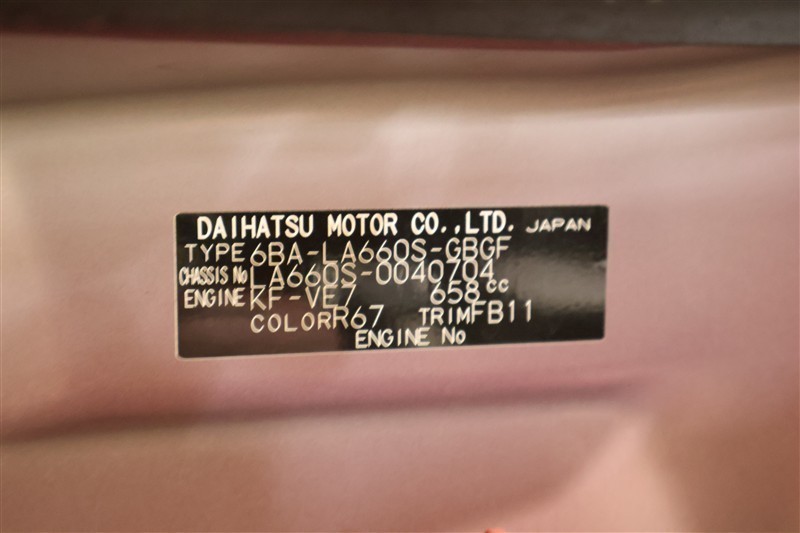 DAIHATSU MOTOR CO.,LTD. JAPAN
TYPE 6BA-LA660S-GBGF
CHASSIS No LA660S-0040704
ENGINE KF-VE7 658cc
COLOR R67 TRIM FB11
ENGINE No